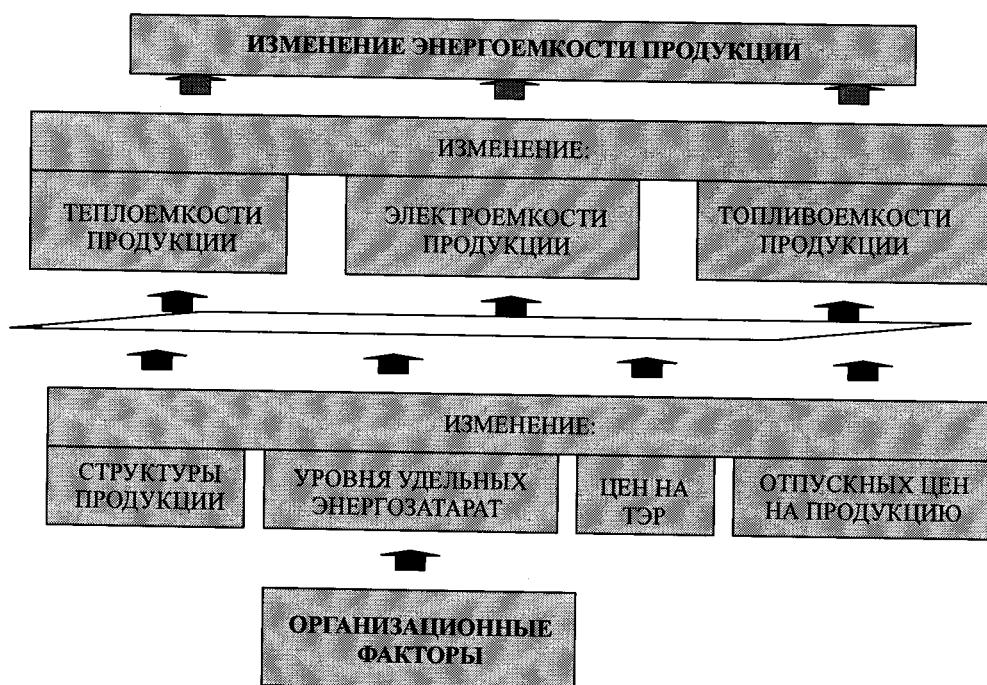 ИЗМЕНЕНИЕ ЭНЕРГОЕМКОСТИ ПРОДУКЦИИ
ИЗМЕНЕНИЕ:
ТЕПЛОЕМКОСТИ
ПРОДУКЦИИ
ЭЛЕКТРОЕМКОСТИ
ПРОДУКЦИИ
ТОПЛИВОЕМКОСТИ
ПРОДУКЦИИ
ИЗМЕНЕНИЕ:
СТРУКТУРЫ
ПРОДУКЦИИ
УРОВНЯ УДЕЛЬНЫХ
ЭНЕРГОЗАТАРАТ
ЦЕН НА
ТЭР
ОТПУСКНЫХ ЦЕН
НА ПРОДУКЦИЮ
ОРГАНИЗАЦИОННЫЕ
ФАКТОРЫ